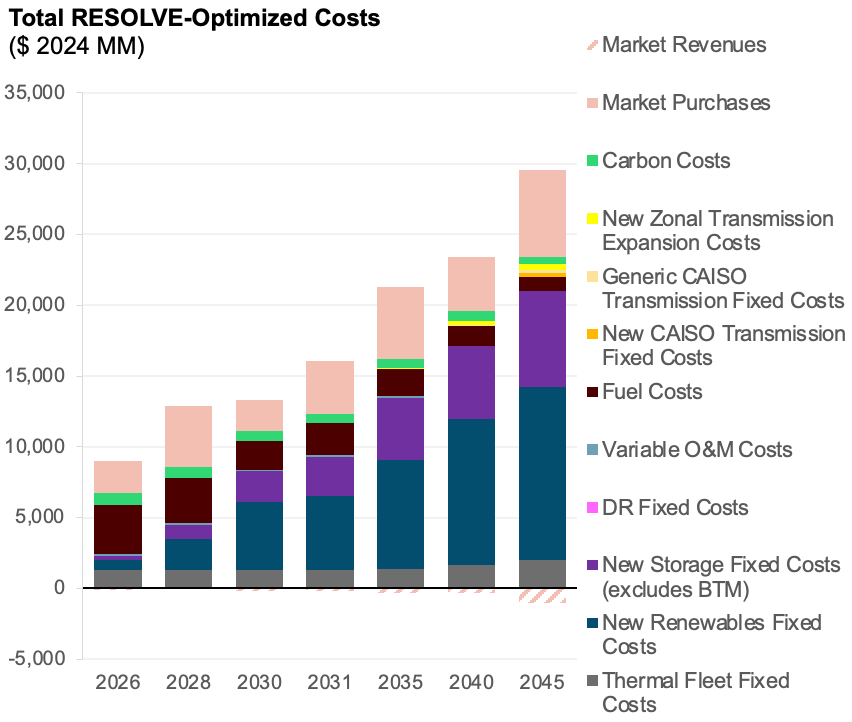 Total RESOLVE-Optimized Costs
($ 2024 MM)
35,000
30,000
25,000
20,000
15,000
10,000
5,000
0
-5,000
2026 2028 2030 2031 2035 2040 2045
Market Revenues
Market Purchases
Carbon Costs
New Zonal Transmission
Expansion Costs
Generic CAISO
Transmission Fixed Costs
New CAISO Transmission
Fixed Costs
Fuel Costs
Variable O&M Costs
DR Fixed Costs
New Storage Fixed Costs
(excludes BTM)
New Renewables Fixed
Costs
Thermal Fleet Fixed
Costs